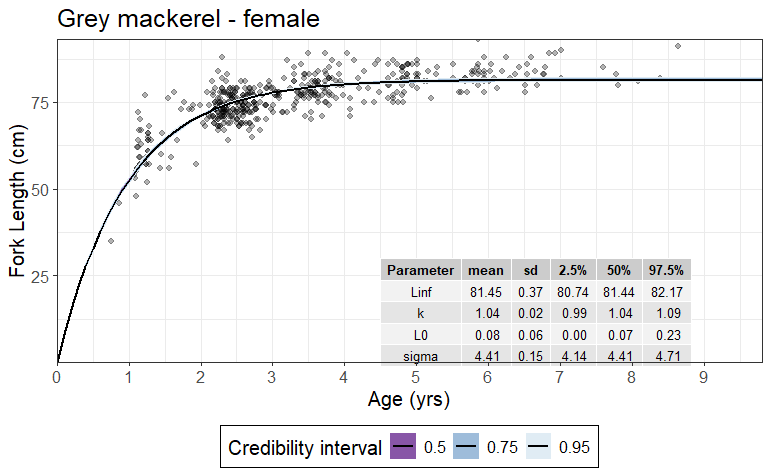 Grey mackerel - female
Fork Length (cm)
75
50
25
Parameter mean sd 2.5% 50% 97.5%
Linf 81.45 0.37 80.74 81.44 82.17
k 1.04 0.02 0.99 1.04 1.09
L0 0.08 0.06 0.00 0.07 0.23
sigma 4.41 0.15 4.14 4.41 4.71
0 1 2 3 4 5 6 7 8 9
Age (yrs)
Credibility interval 0.5 0.75 0.95